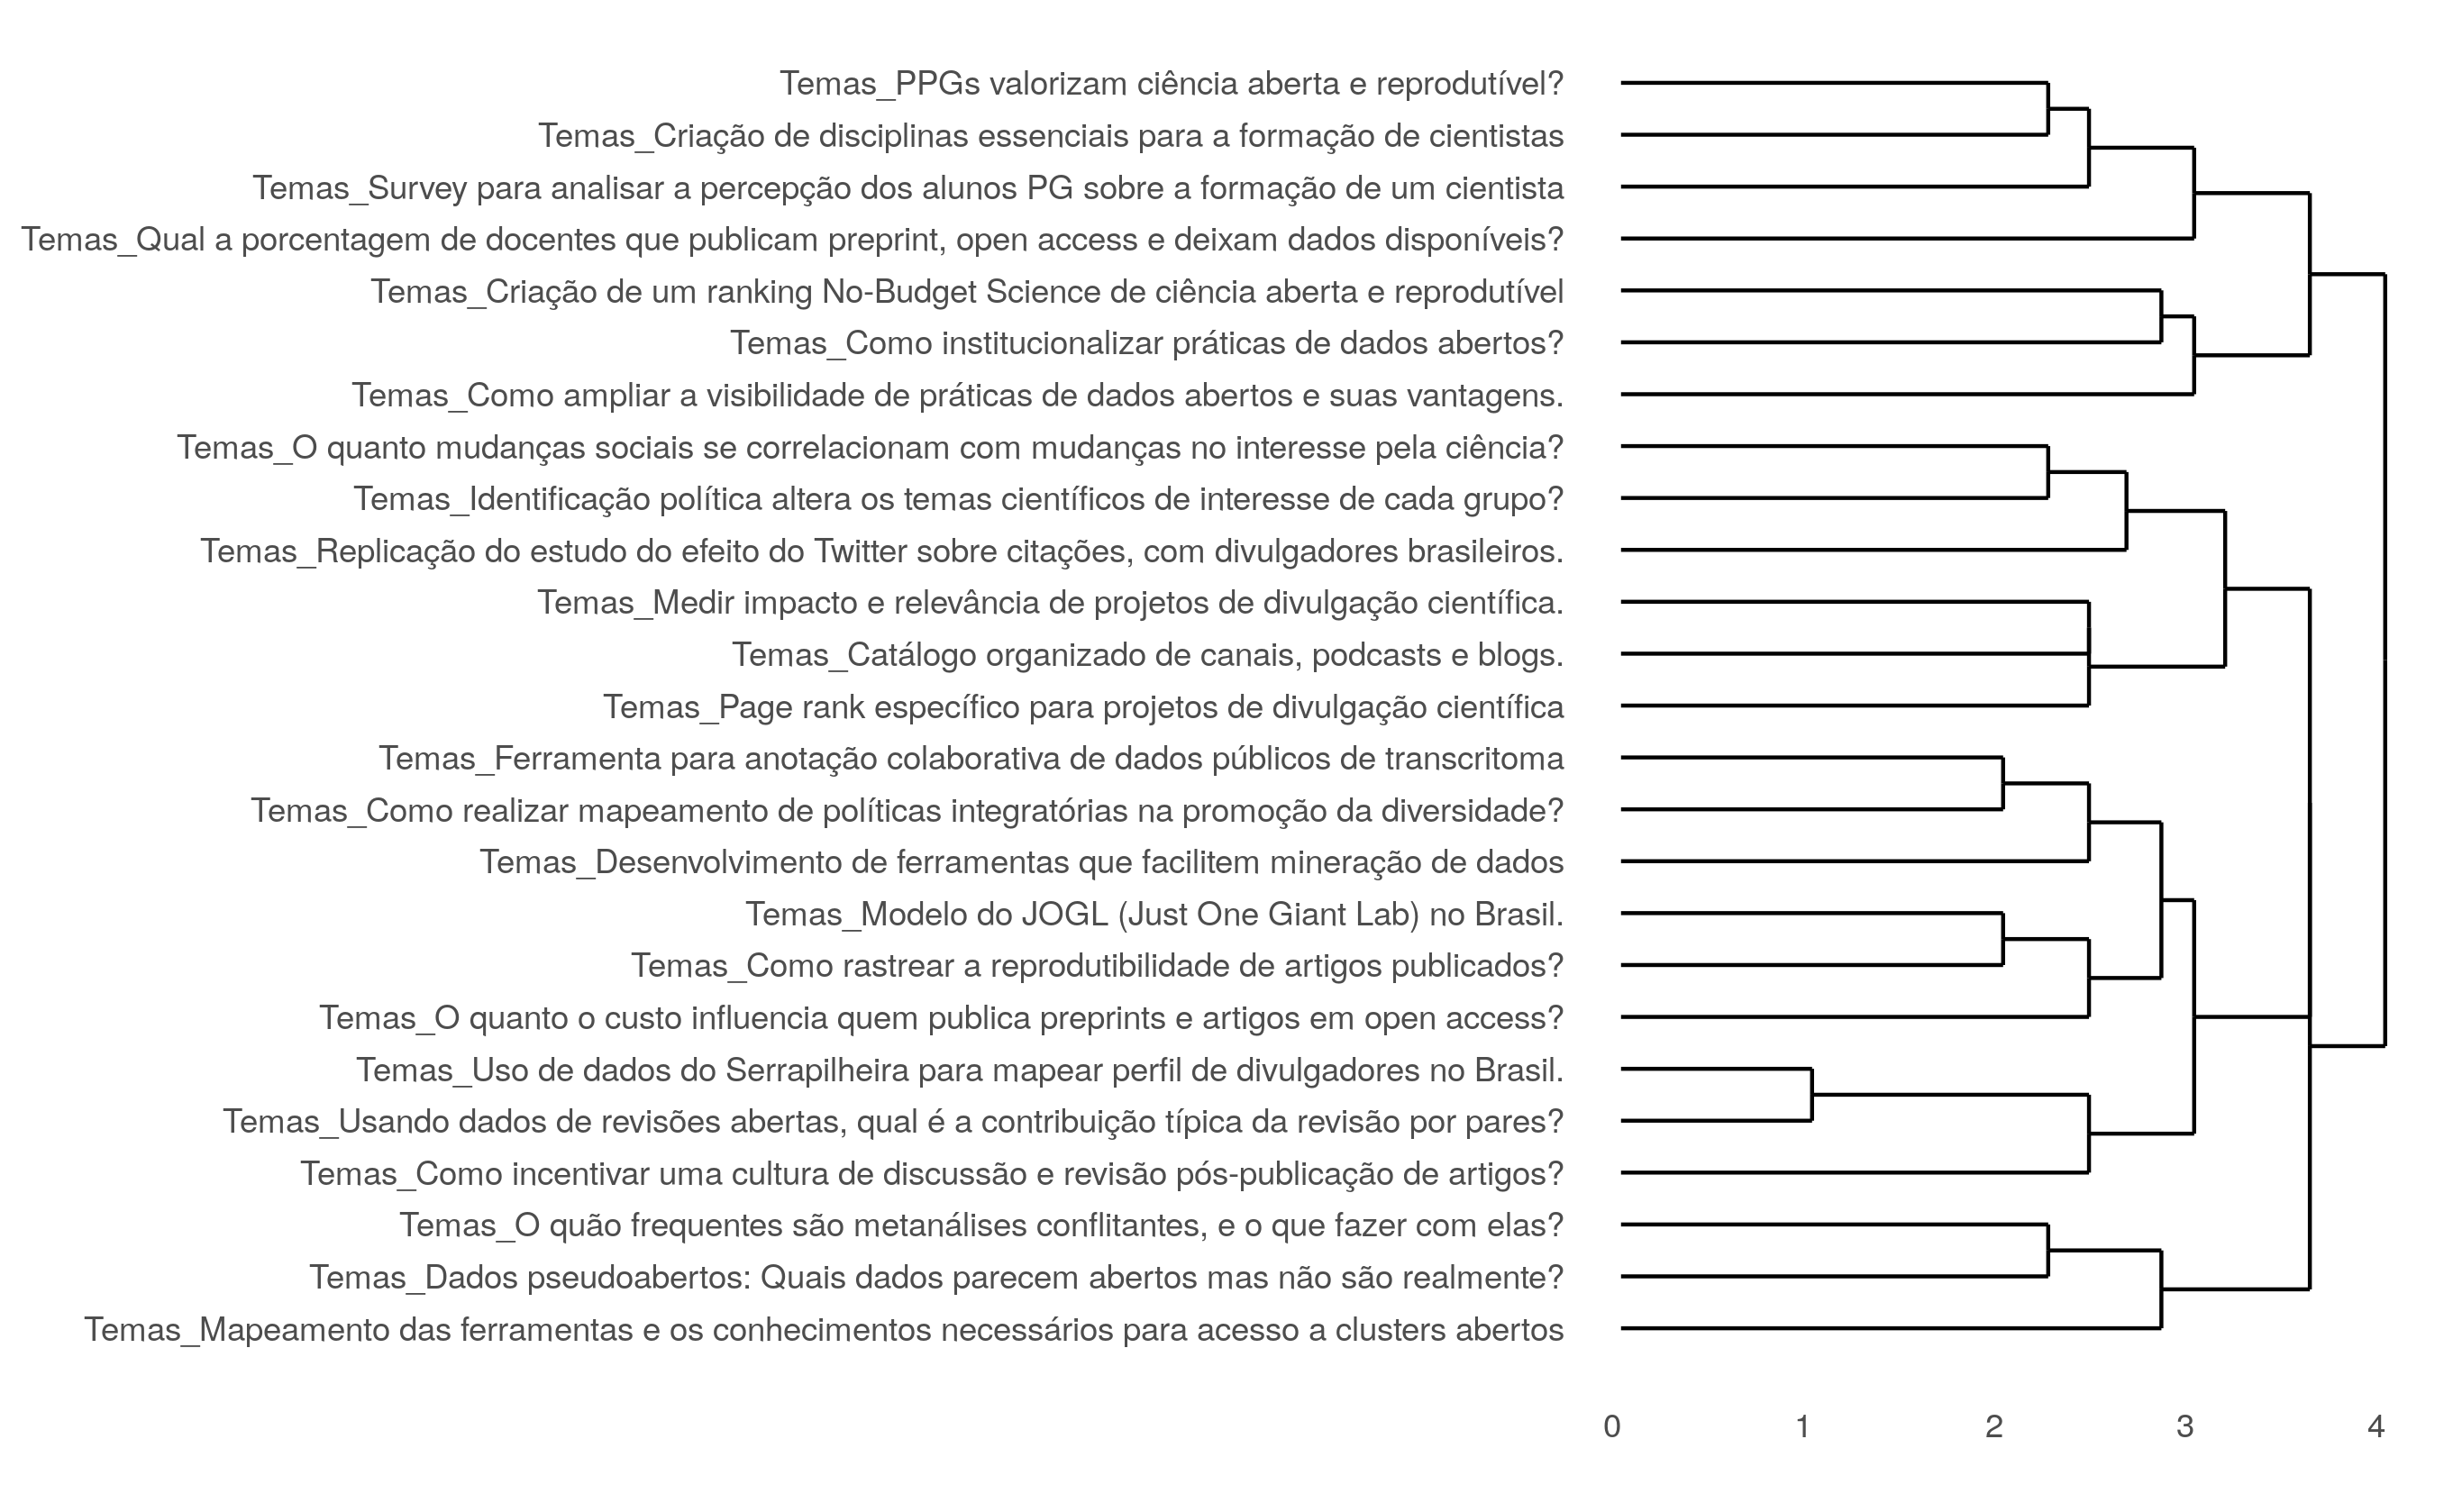 Temas_PPGs valorizam ciência aberta e reprodutível?
Temas_Criação de disciplinas essenciais para a formação de cientistas
Temas_Survey para analisar a percepção dos alunos PG sobre a formação de um cientista
Temas_Qual a porcentagem de docentes que publicam preprint, open access e deixam dados disponíveis?
Temas_Criação de um ranking No-Budget Science de ciência aberta e reprodutível
Temas_Como institucionalizar práticas de dados abertos?
Temas_Como ampliar a visibilidade de práticas de dados abertos e suas vantagens.
Temas_O quanto mudanças sociais se correlacionam com mudanças no interesse pela ciência?
Temas_Identificação política altera os temas científicos de interesse de cada grupo?
Temas_Replicação do estudo do efeito do Twitter sobre citações, com divulgadores brasileiros.
Temas_Medir impacto e relevância de projetos de divulgação científica.
Temas_Catálogo organizado de canais, podcasts e blogs.
Temas_Page rank específico para projetos de divulgação científica
Temas_Ferramenta para anotação colaborativa de dados públicos de transcritoma
Temas_Como realizar mapeamento de políticas integratórias na promoção da diversidade?
Temas_Desenvolvimento de ferramentas que facilitem mineração de dados
Temas_Modelo do JOGL (Just One Giant Lab) no Brasil.
Temas_Como rastrear a reprodutibilidade de artigos publicados?
Temas_O quanto o custo influencia quem publica preprints e artigos em open access?
Temas_Uso de dados do Serrapilheira para mapear perfil de divulgadores no Brasil.
Temas_Usando dados de revisões abertas, qual é a contribuição típica da revisão por pares?
Temas_Como incentivar uma cultura de discussão e revisão pós-publicação de artigos?
Temas_O quão frequentes são metanálises conflitantes, e o que fazer com elas?
Temas_Dados pseudoabertos: Quais dados parecem abertos mas não são realmente?
Temas_Mapeamento das ferramentas e os conhecimentos necessários para acesso a clusters abertos
0 1 2 3 4